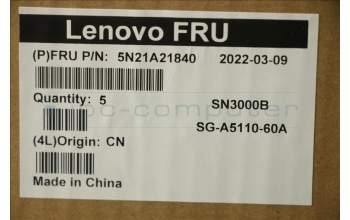 Lenovo FRU
(P)FRU P/N: 5N21A21840 2022-03-09
Quantity: 5 SN3000B
SG-A5110-60A
(4L)Origin: CN
Made in China